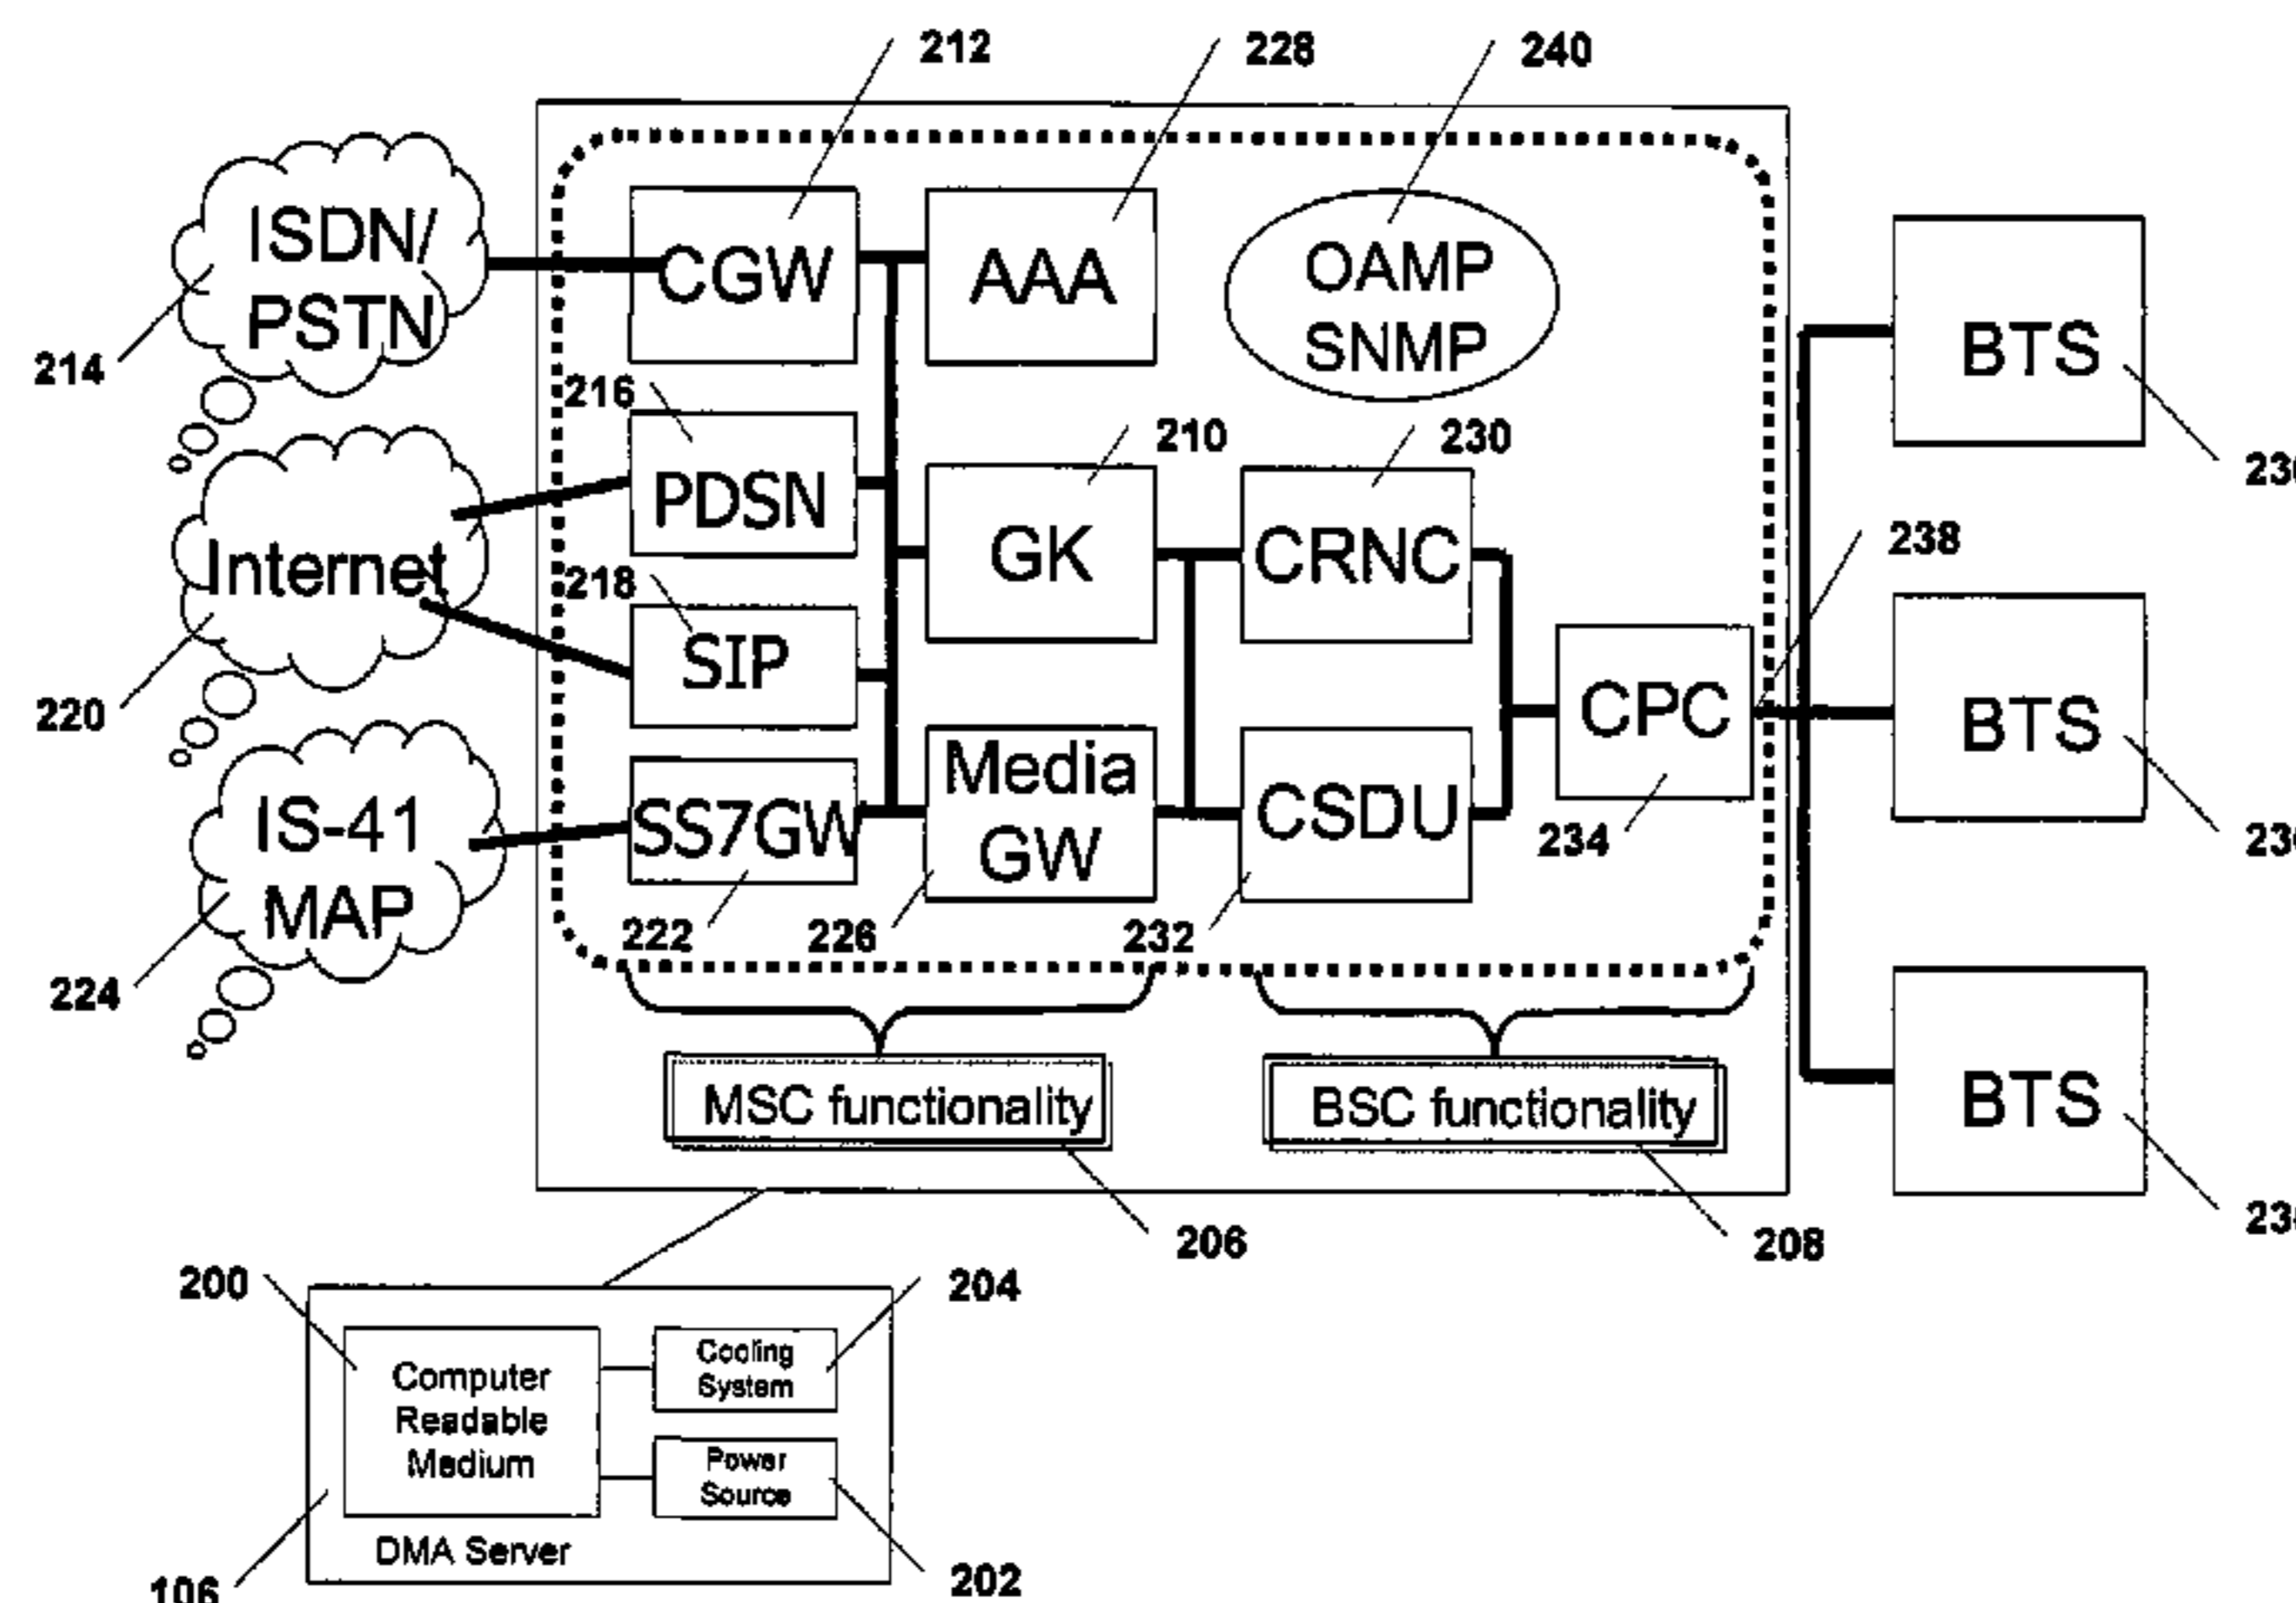 212
228
240
ISDN/
PSTN
214
CGW
AAA
OAMP
SNMP
BTS
216
PDSN
210
GK
230
CRNC
238
Internet
220
218
SIP
CPC
234
BTS
IS-41
MAP
224
SS7GW
222
Media
GW
226
CSDU
232
BTS
MSC functionality
206
BSC functionality
208
200
Computer
Readable
Medium
204
Cooling
System
Power
Source
202
DMA Server
106